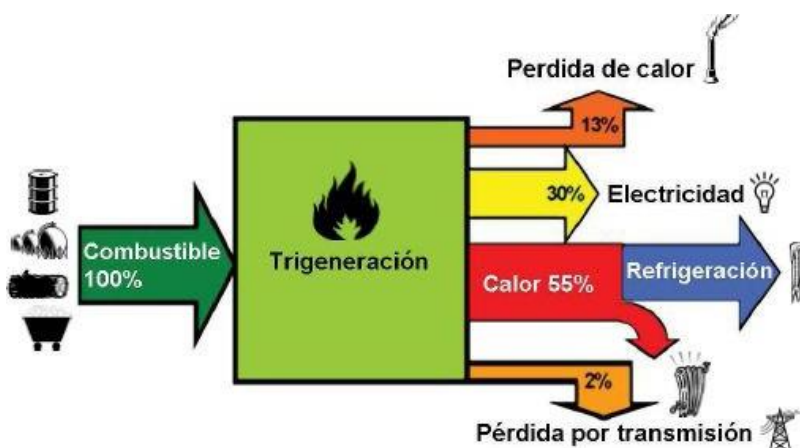 Perdida de calor
13%
30%
Electricidad
Combustible
100%
Trigeneración
Calor 55%
Refrigeración
2%
Pérdida por transmisión